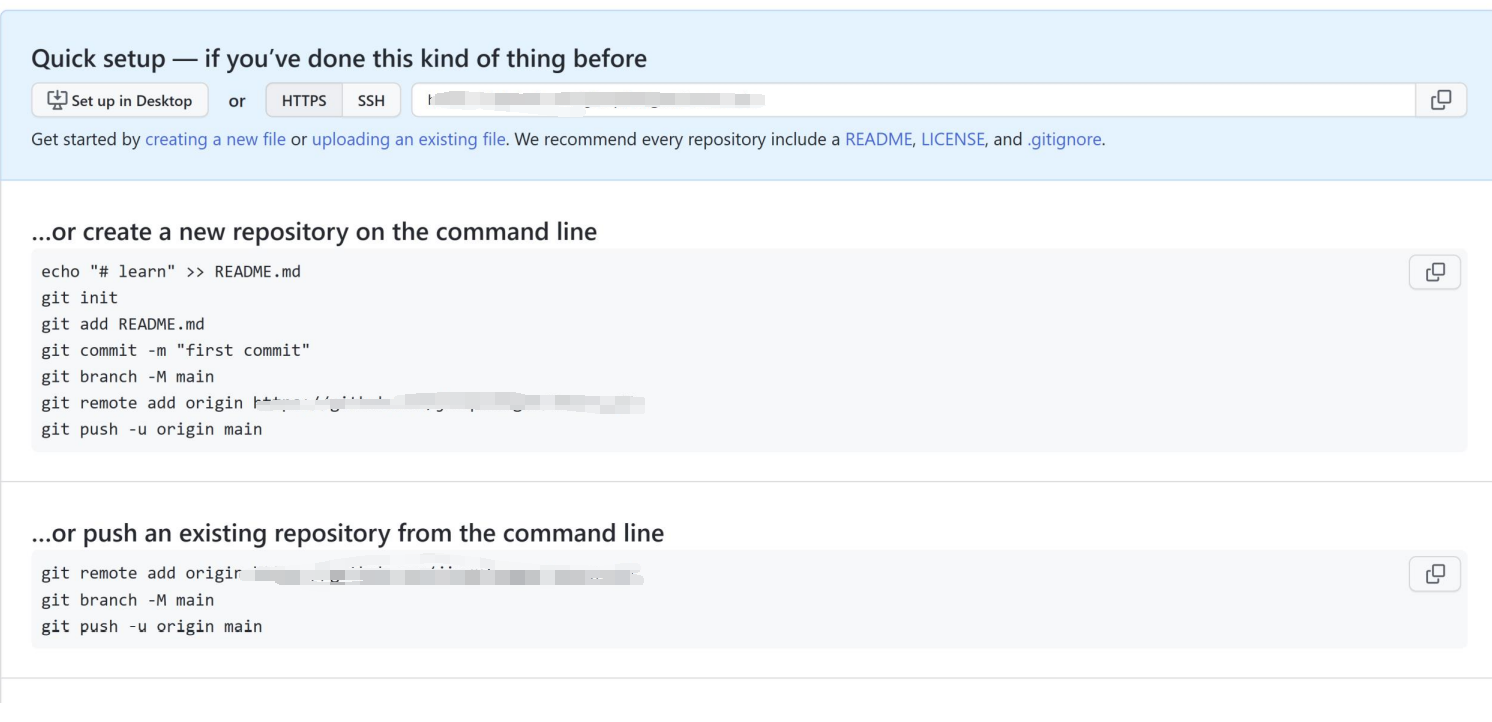 Quick setup — if you’ve done this kind of thing before
Set up in Desktop or HTTPS SSH
Get started by creating a new file or uploading an existing file. We recommend every repository include a README, LICENSE, and .gitignore.
...or create a new repository on the command line
echo "# learn" >> README.md
git init
git add README.md
git commit -m "first commit"
git branch -M main
git remote add origin
git push -u origin main
...or push an existing repository from the command line
git remote add origin
git branch -M main
git push -u origin main